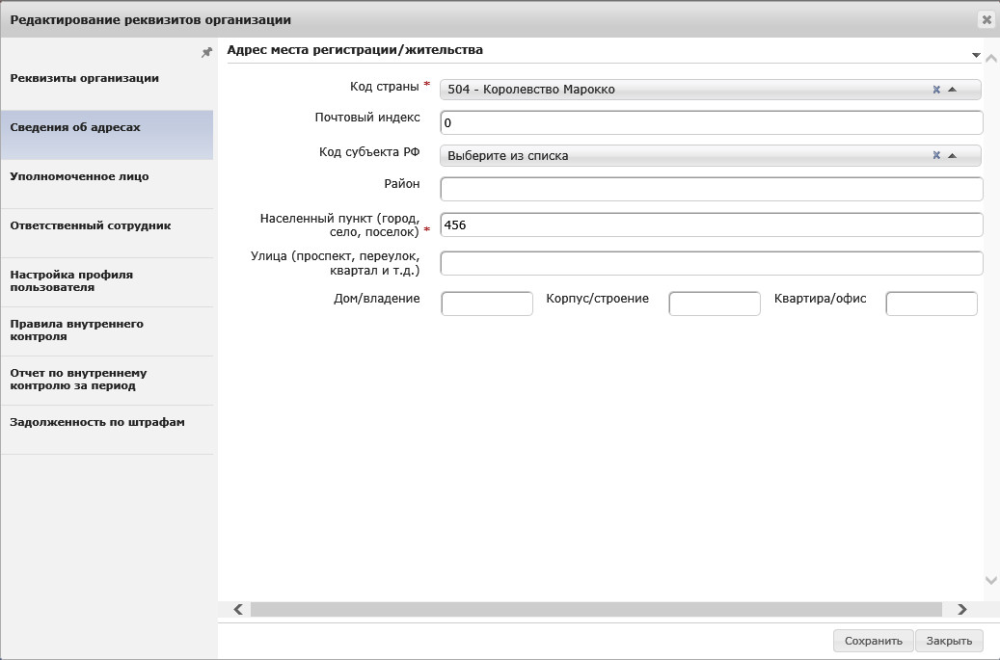 Редактирование реквизитов организации
Реквизиты организации
Сведения об адресах
Уполномоченное лицо
Ответственный сотрудник
Настройка профиля
пользователя
Правила внутреннего
контроля
Отчет по внутреннему
контролю за период
Задолженность по штрафам
Адрес места регистрации/жительства
Код страны * 504 - Королевство Марокко
Почтовый индекс 0
Код субъекта РФ Выберите из списка
Район
Населенный пункт (город,
село, поселок) * 456
Улица (проспект, переулок,
квартал и т.д.)
Дом/владение Корпус/строение Квартира/офис
Сохранить Закрыть